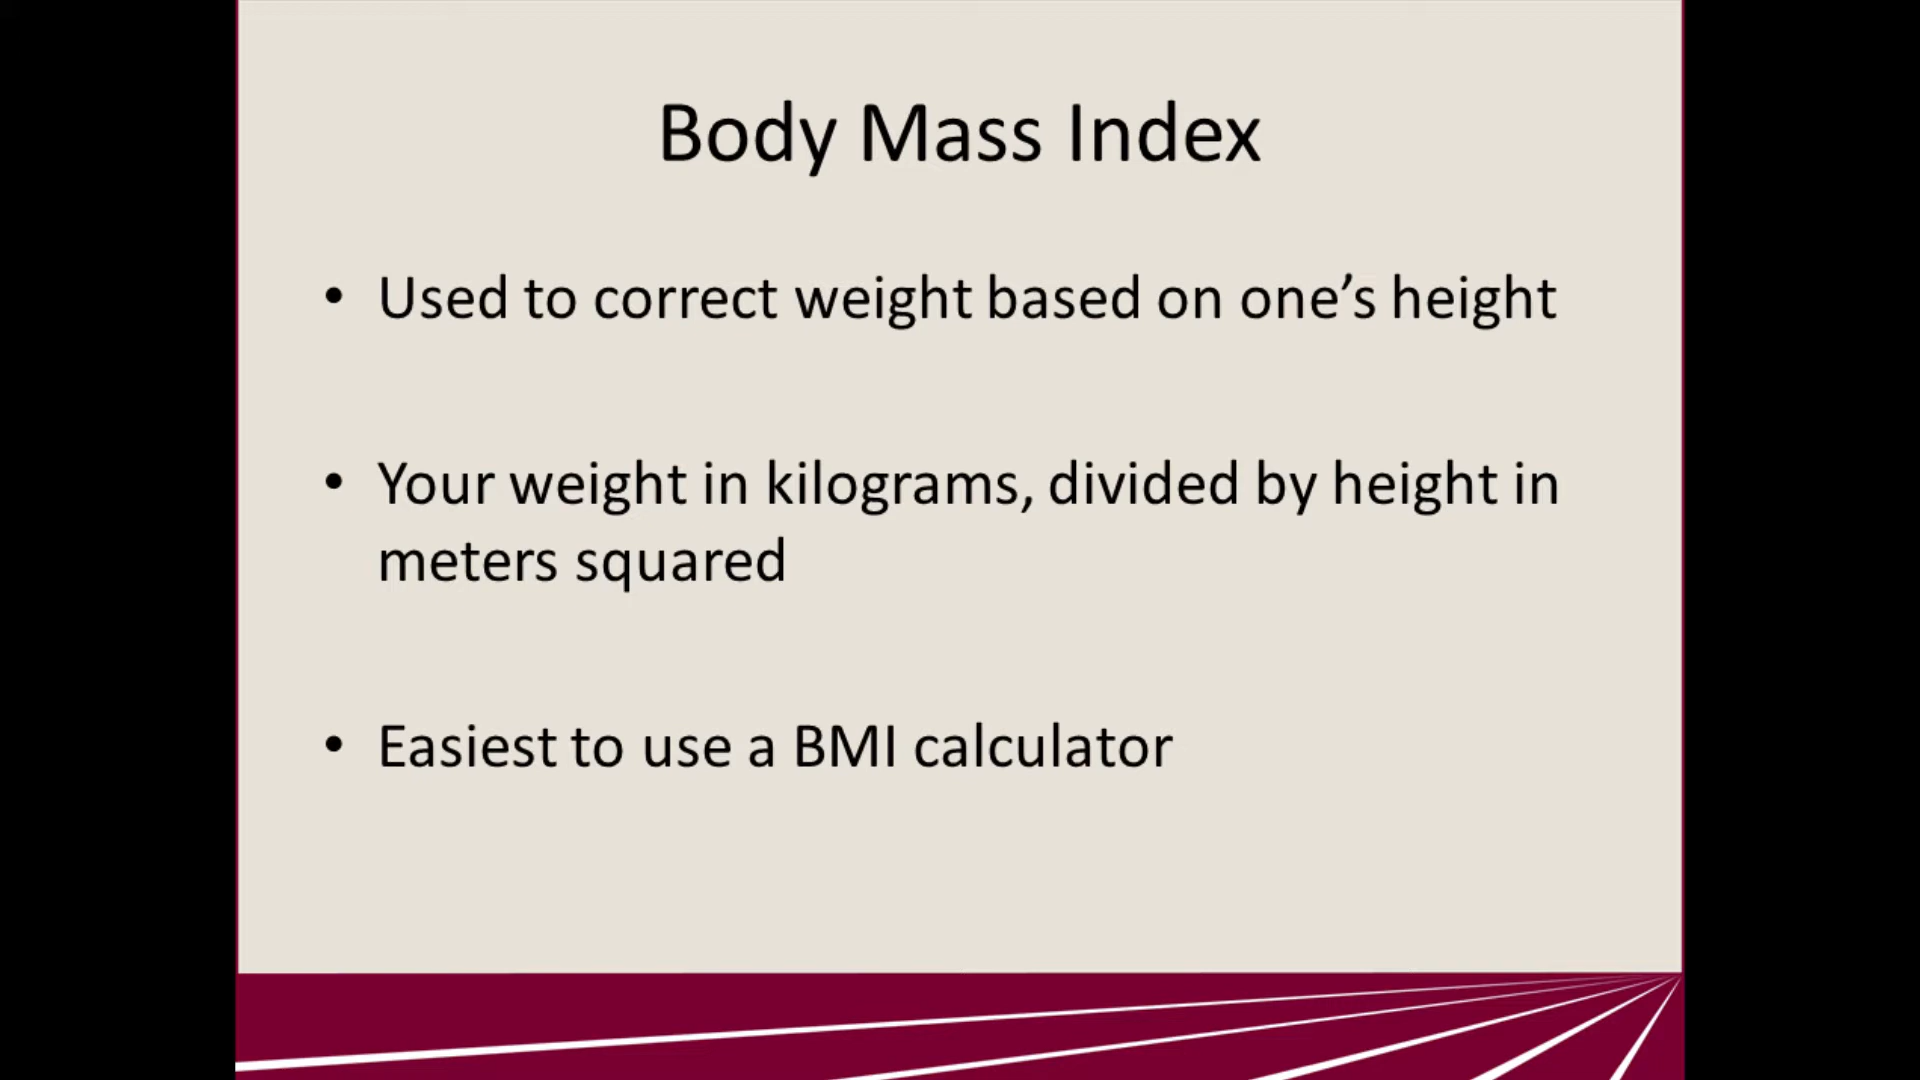 Body Mass Index
• Used to correct weight based on one’s height
• Your weight in kilograms, divided by height in
meters squared
• Easiest to use a BMI calculator